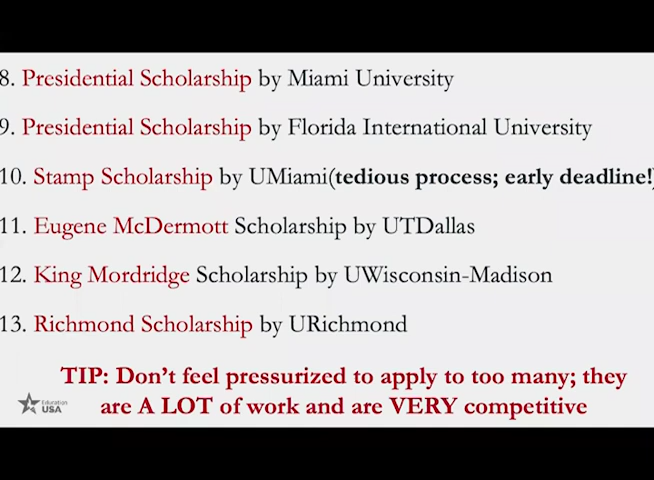 8. Presidential Scholarship by Miami University
9. Presidential Scholarship by Florida International University
10. Stamp Scholarship by UMiami(tedious process; early deadline!)
11. Eugene McDermott Scholarship by UTDallas
12. King Mordridge Scholarship by UWisconsin-Madison
13. Richmond Scholarship by URichmond
TIP: Don't feel pressurized to apply to too many; they
are A LOT of work and are VERY competitive
Education
USA